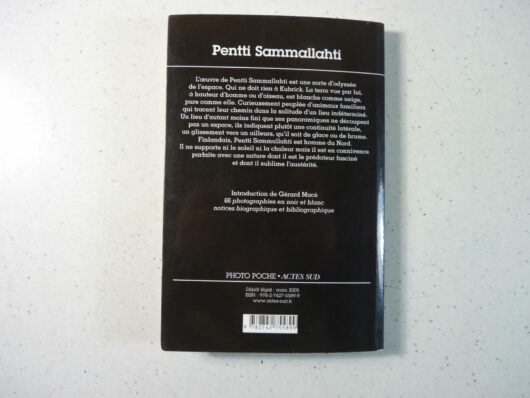 Pentti Sammallahti
L'œuvre de Pentti Sammallahti est une sorte d'odyssée
de l'espace. Qui ne doit rien à Kubrick. La terre vue par lui,
à hauteur d'homme ou d'oiseau, est blanche comme neige,
pure comme elle. Curieusement peuplée d'animaux familiers
qui tracent leur chemin dans la solitude d'un lieu indéterminé.
Un lieu d'autant moins fini que ses panoramiques ne découpent
pas un espace, ils indiquent plutôt une continuité latérale,
un glissement vers un ailleurs, qu'il soit de glace ou de brume.
Finlandais, Pentti Sammallahti est homme du Nord.
Il ne supporte ni le soleil ni la chaleur mais il est en connivence
parfaite avec une nature dont il est le prédateur fasciné
et dont il sublime l'austérité.
Introduction de Gérard Macé
66 photographies en noir et blanc
notices biographique et bibliographique
PHOTO POCHE • ACTES SUD
Dépôt légal : mars 2005
ISBN : 978-2-7427-5589-9
www.actes-sud.fr
9 782742 755899